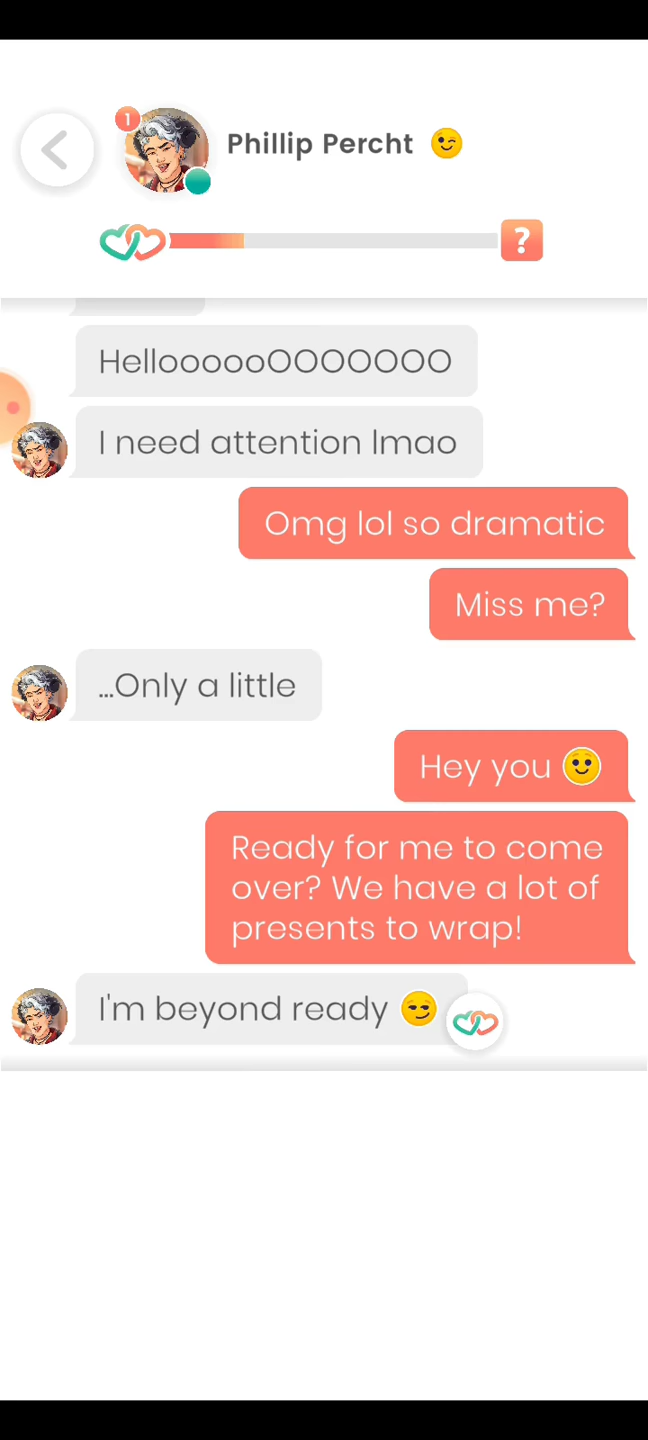 1
Phillip Percht 😉
?
HelloooooOOOOOOO
I need attention lmao
Omg lol so dramatic
Miss me?
...Only a little
Hey you 🙂
Ready for me to come
over? We have a lot of
presents to wrap!
I'm beyond ready 😏